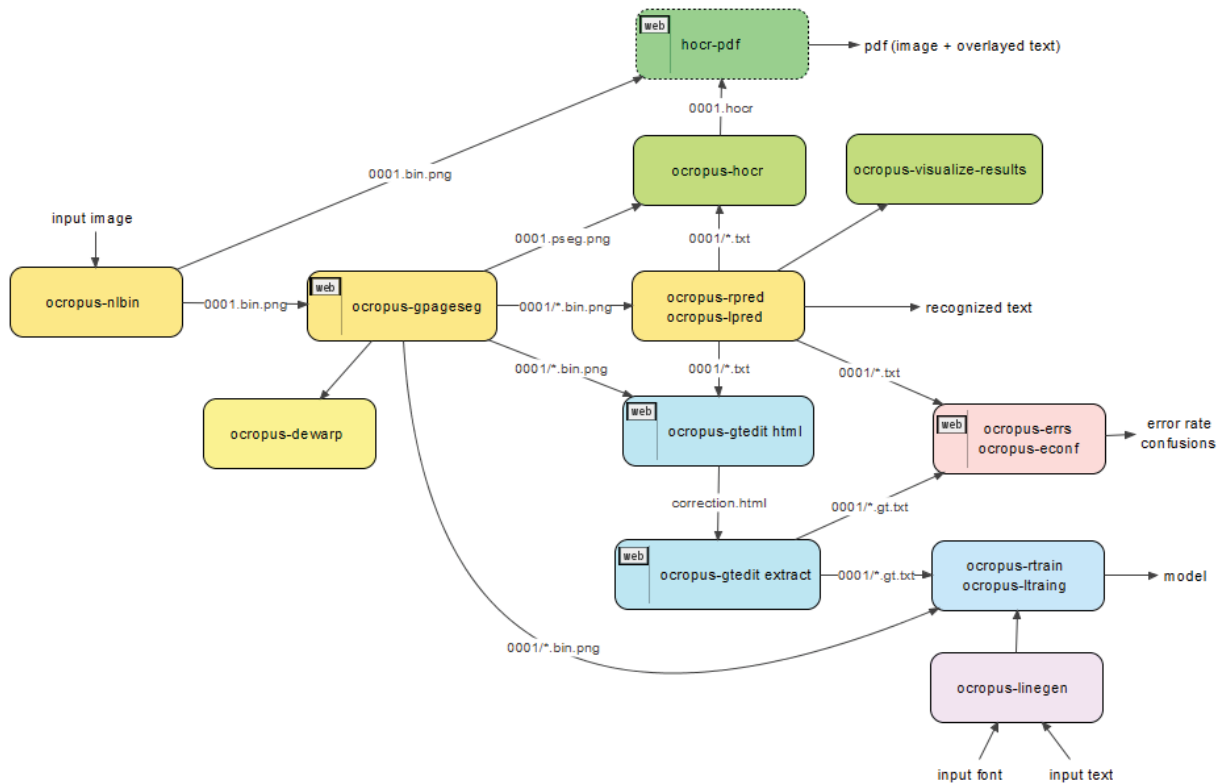 web
hocr-pdf
pdf (image + overlayed text)
0001.hocr
ocropus-hocr
ocropus-visualize-results
0001.bin.png
input image
0001.pseg.png
0001/*.txt
ocropus-nlbin
0001.bin.png
web
ocropus-gpageseg
0001/*.bin.png
ocropus-rpred
ocropus-lpred
recognized text
0001/*.bin.png
0001/*.txt
0001/*.txt
ocropus-dewarp
web
ocropus-gtedit html
web
ocropus-errs
ocropus-econf
error rate
confusions
correction.html
0001/*.gt.txt
web
ocropus-gtedit extract
0001/*.gt.txt
ocropus-rtrain
ocropus-ltraing
model
0001/*.bin.png
ocropus-linegen
input font
input text